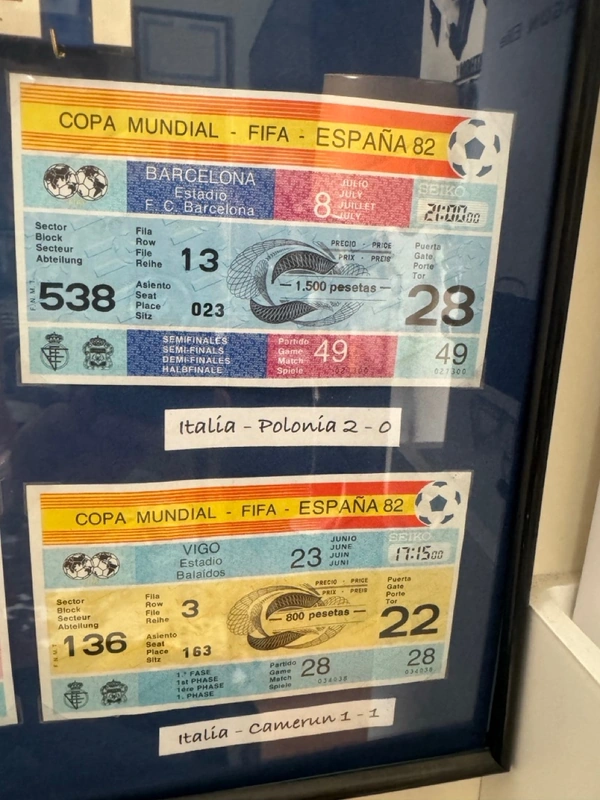 COPA MUNDIAL - FIFA - ESPAÑA 82
BARCELONA
Estadio
F. C. Barcelona
8
JULIO
JULY
JUILLET
JULY
SEIKO
21:00 00
Sector
Block
Secteur
Abteilung
538
Fila
Row
File
Reihe
13
Asiento
Seat
Place
Sitz
023
PRECIO - PRICE
PRIX - PREIS
1.500 pesetas
Puerta
Gate
Porte
Tor
28
SEMIFINALES
SEMI-FINALS
DEMI-FINALES
HALBFINALE
Partido
Game
Match
Spiele
49
49
Italia - Polonia 2 - 0
COPA MUNDIAL - FIFA - ESPAÑA 82
VIGO
Estadio
Balaidos
23
JUNIO
JUNE
JUIN
JUNI
SEIKO
17:15 00
Sector
Block
Secteur
Abteilung
136
Fila
Row
File
Reihe
3
Asiento
Seat
Place
Sitz
163
PRECIO - PRICE
PRIX - PREIS
800 pesetas
Puerta
Gate
Porte
Tor
22
1.ª FASE
1st PHASE
1ère PHASE
1. PHASE
Partido
Game
Match
Spiele
28
034038
28
034038
Italia - Camerun 1 - 1